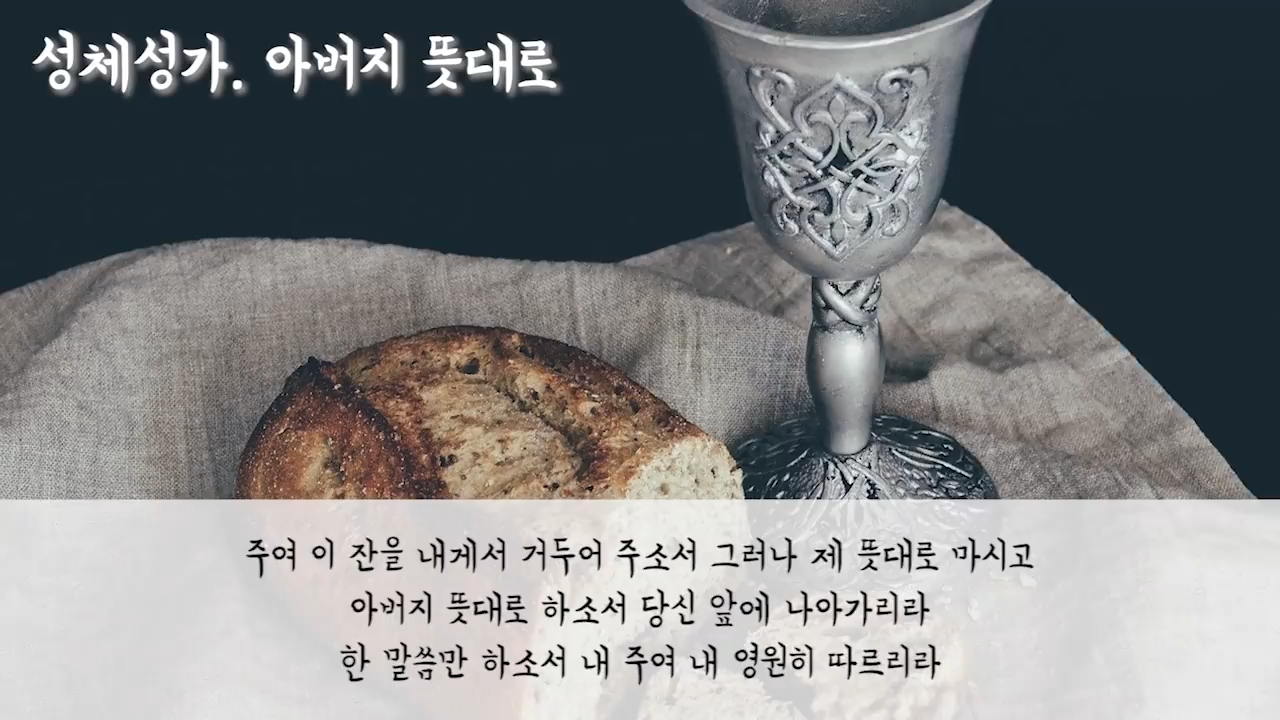 성체성가. 아버지 뜻대로
주여 이 잔을 내게서 거두어 주소서 그러나 제 뜻대로 마시고
아버지 뜻대로 하소서 당신 앞에 나아가리라
한 말씀만 하소서 내 주여 내 영원히 따르리라